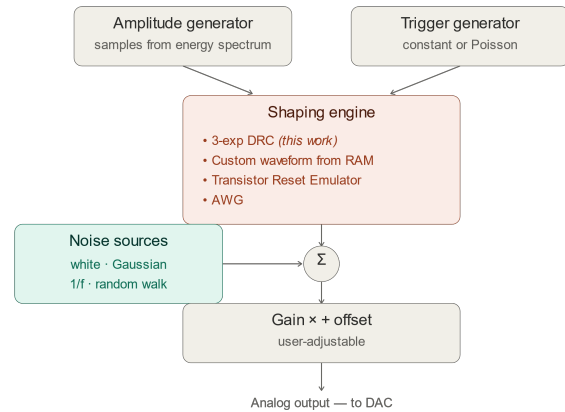 Amplitude generator
samples from energy spectrum
Trigger generator
constant or Poisson
Shaping engine
• 3-exp DRC (this work)
• Custom waveform from RAM
• Transistor Reset Emulator
• AWG
Noise sources
white · Gaussian
1/f · random walk
Σ
Gain × + offset
user-adjustable
Analog output — to DAC